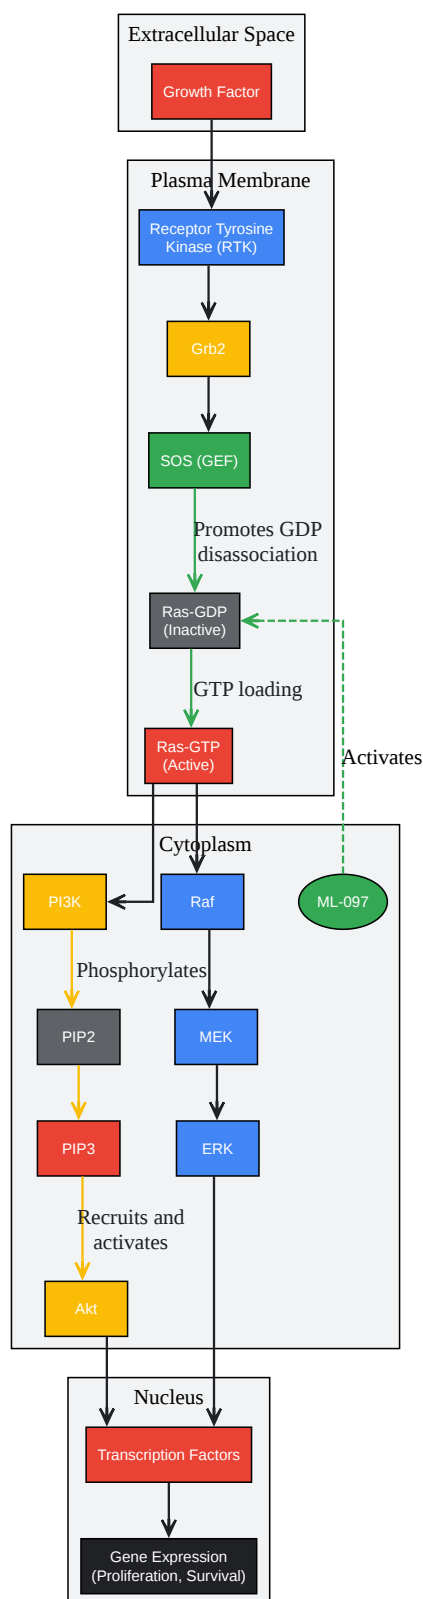 Extracellular Space
Growth Factor
Plasma Membrane
Receptor Tyrosine
Kinase (RTK)
Grb2
SOS (GEF)
Promotes GDP
disassociation
Ras-GDP
(Inactive)
GTP loading
Ras-GTP
(Active)
Activates
Cytoplasm
PI3K
Raf
ML-097
Phosphorylates
PIP2
MEK
PIP3
ERK
Recruits and
activates
Akt
Nucleus
Transcription Factors
Gene Expression
(Proliferation, Survival)